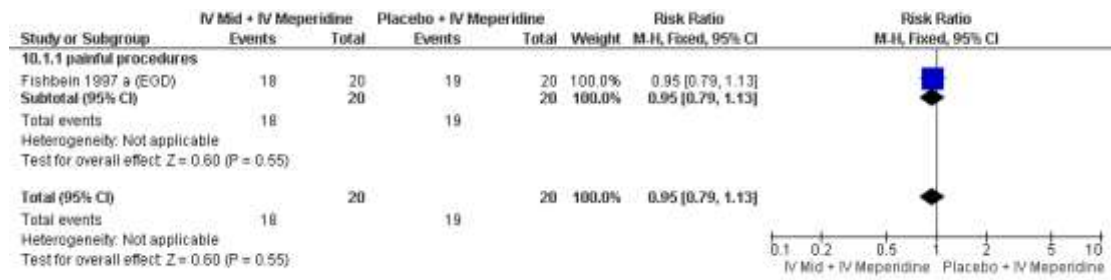 IV Mid + IV Meperidine Placebo + IV Meperidine Risk Ratio Risk Ratio
Study or Subgroup Events Total Events Total Weight M-H, Fixed, 95% CI M-H, Fixed, 95% CI
10.1.1 painful procedures
Fishbein 1997 a (EGD) 18 20 19 20 100.0% 0.95 [0.79, 1.13]
Subtotal (95% CI) 20 20 100.0% 0.95 [0.79, 1.13]
Total events 18 19
Heterogeneity: Not applicable
Test for overall effect: Z = 0.60 (P = 0.55)
Total (95% CI) 20 20 100.0% 0.95 [0.79, 1.13]
Total events 18 19
Heterogeneity: Not applicable
Test for overall effect: Z = 0.60 (P = 0.55)
0.1 0.2 0.5 1 2 5 10
IV Mid + IV Meperidine Placebo + IV Meperidine